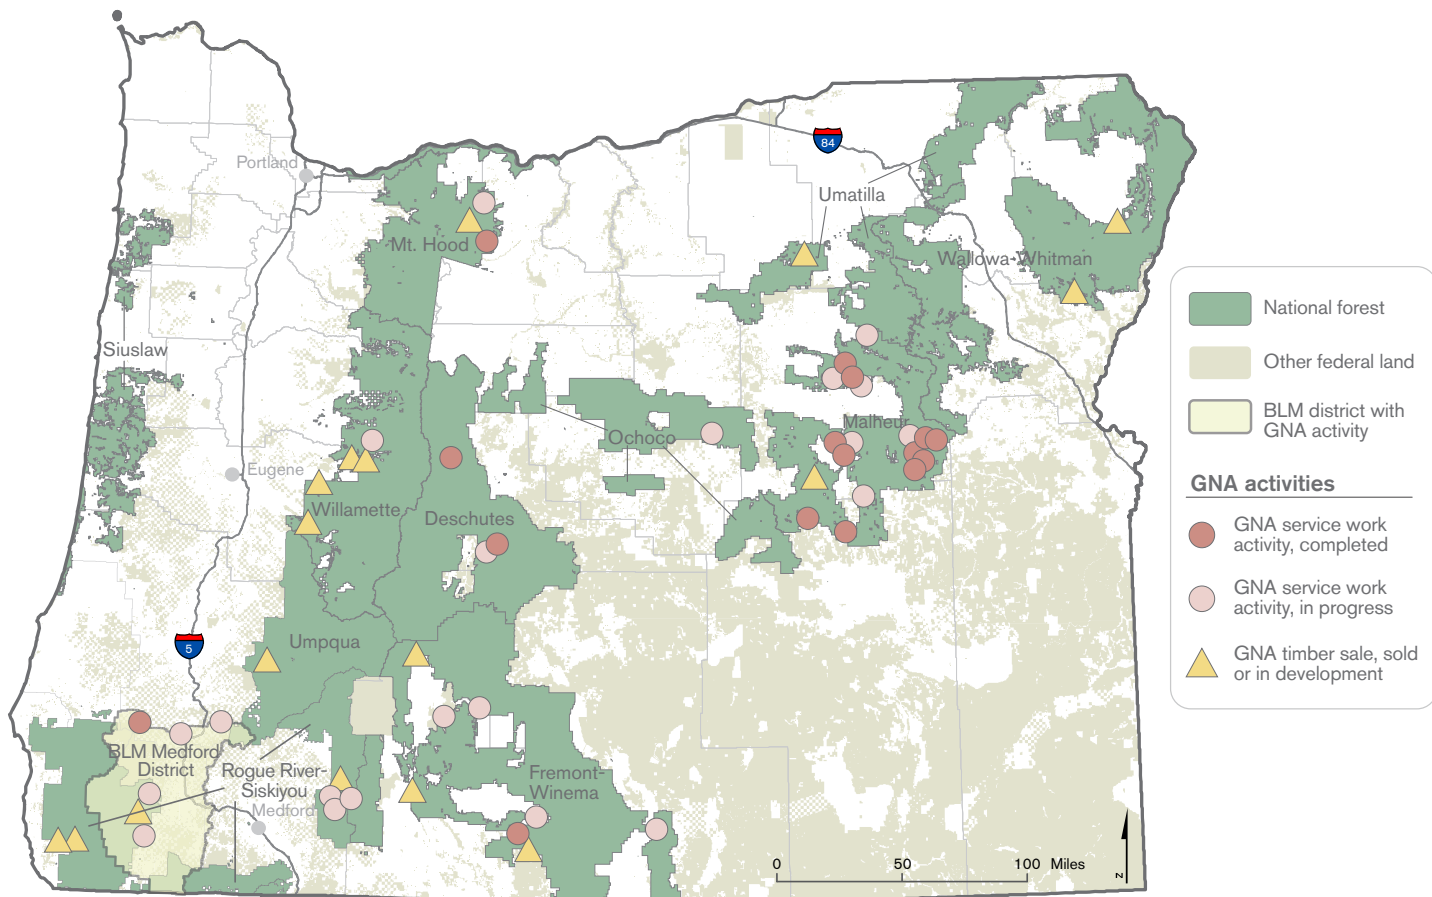 Portland
84
Umatilla
Mt. Hood
Wallowa-Whitman
Siuslaw
Malheur
Ochoco
Eugene
Willamette
Deschutes
Umpqua
5
BLM Medford
District
Rogue River-
Siskiyou
Medford
Fremont-
Winema
0 50 100 Miles
N
National forest
Other federal land
BLM district with
GNA activity
GNA activities
GNA service work
activity, completed
GNA service work
activity, in progress
GNA timber sale, sold
or in development